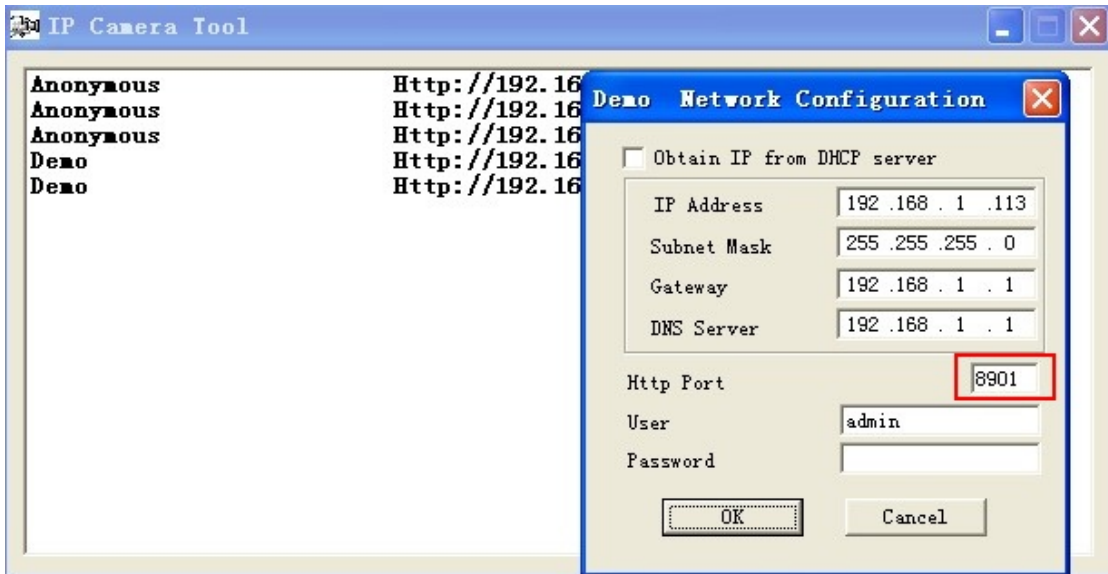 IP Camera Tool
Anonymous Http://192.16
Anonymous Http://192.16
Anonymous Http://192.16
Demo Http://192.16
Demo Http://192.16
Demo Network Configuration
Obtain IP from DHCP server
IP Address 192 .168 . 1 .113
Subnet Mask 255 .255 .255 . 0
Gateway 192 .168 . 1 . 1
DNS Server 192 .168 . 1 . 1
Http Port 8901
User admin
Password
OK Cancel